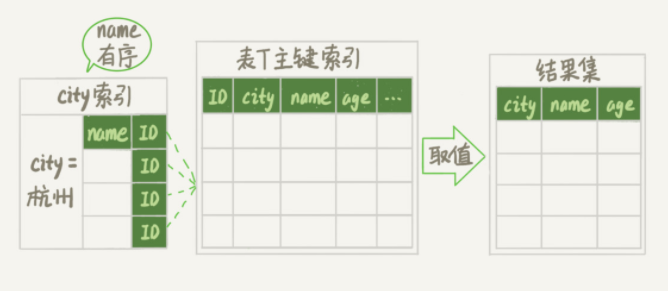 name
有序
city索引
name ID
city=
杭州
ID
ID
ID
表T主键索引
ID city name age ...
取值
结果集
city name age